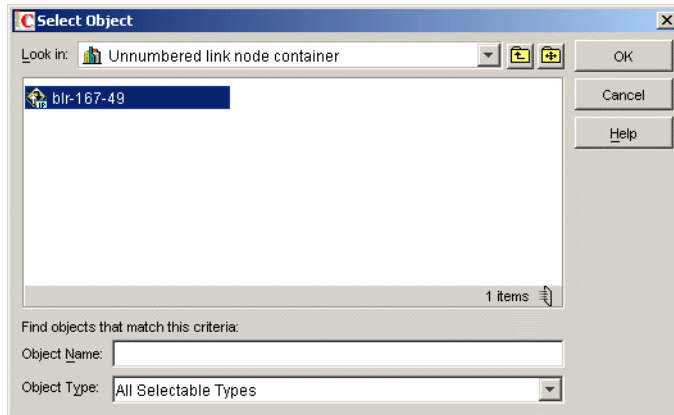 Select Object
Look in: Unnumbered link node container
OK
blr-167-49
Cancel
Help
1 items
Find objects that match this criteria:
Object Name:
Object Type: All Selectable Types